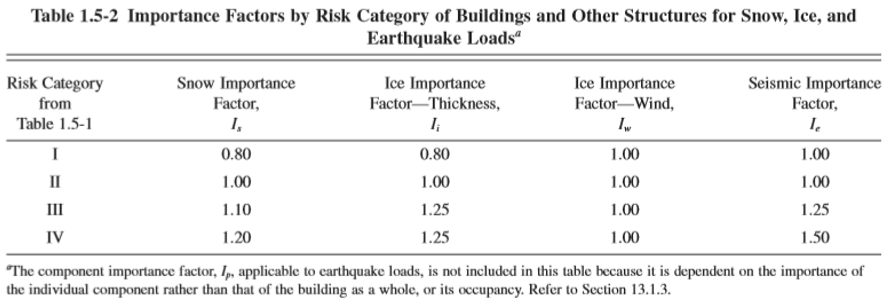 Table 1.5-2 Importance Factors by Risk Category of Buildings and Other Structures for Snow, Ice, and
Earthquake Loadsᵃ
Risk Category from Table 1.5-1 Snow Importance Factor, Iₛ Ice Importance Factor—Thickness, Iᵢ Ice Importance Factor—Wind, I_w Seismic Importance Factor, Iₑ
I 0.80 0.80 1.00 1.00
II 1.00 1.00 1.00 1.00
III 1.10 1.25 1.00 1.25
IV 1.20 1.25 1.00 1.50
ᵃThe component importance factor, Iₚ, applicable to earthquake loads, is not included in this table because it is dependent on the importance of
the individual component rather than that of the building as a whole, or its occupancy. Refer to Section 13.1.3.